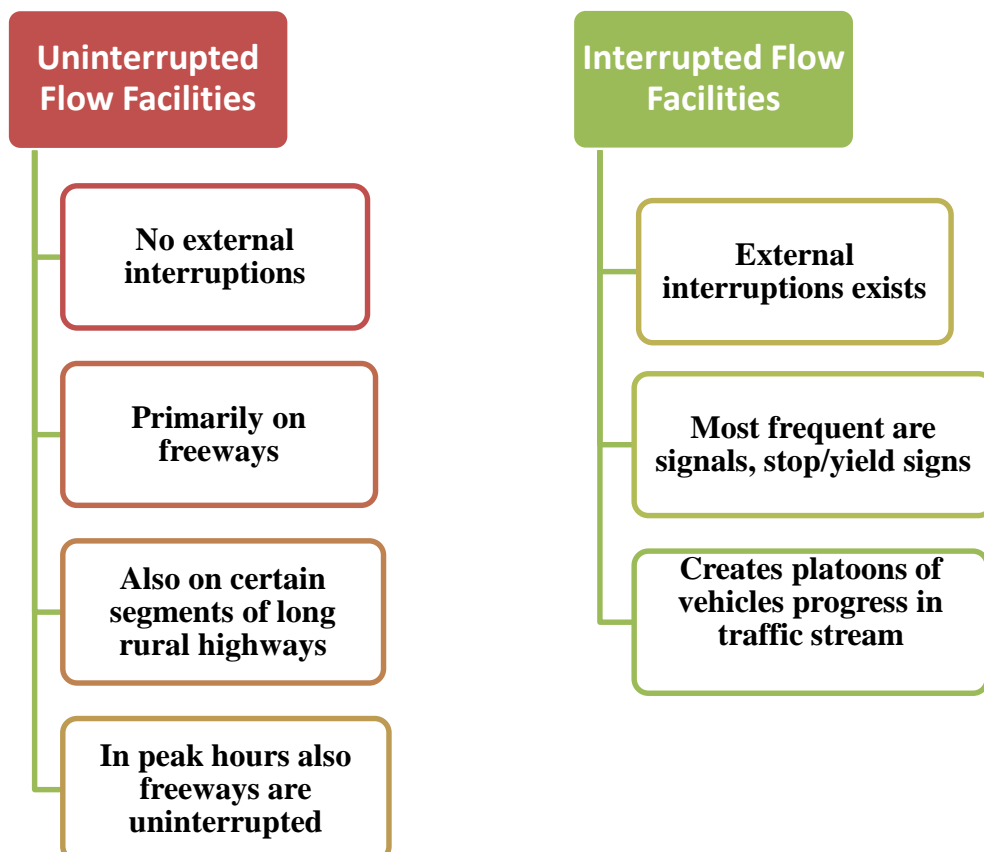 Uninterrupted
Flow Facilities
No external
interruptions
Primarily on
freeways
Also on certain
segments of long
rural highways
In peak hours also
freeways are
uninterrupted
Interrupted Flow
Facilities
External
interruptions exists
Most frequent are
signals, stop/yield signs
Creates platoons of
vehicles progress in
traffic stream